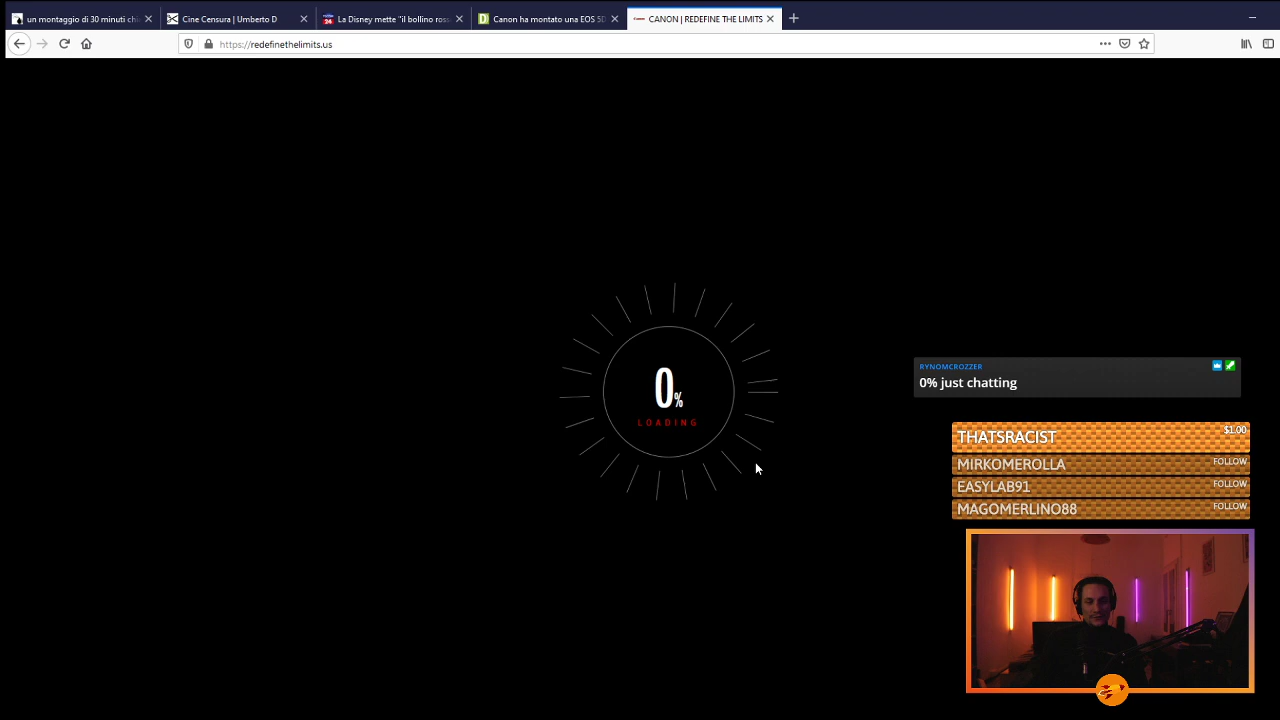 un montaggio di 30 minuti chi
Cine Censura | Umberto D
La Disney mette "il bollino ross
Canon ha montato una EOS 5D
CANON | REDEFINE THE LIMITS
https://redefinethelimits.us
0%
LOADING
RYNOMCROZZER
0% just chatting
THATSRACIST $1.00
MIRKOMEROLLA FOLLOW
EASYLAB91 FOLLOW
MAGOMERLINO88 FOLLOW